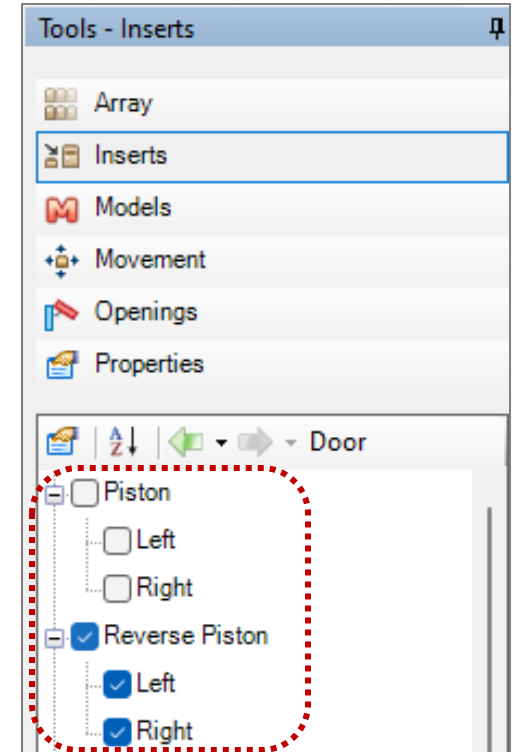 Tools - Inserts
Array
Inserts
Models
Movement
Openings
Properties
Door
Piston
Left
Right
Reverse Piston
Left
Right